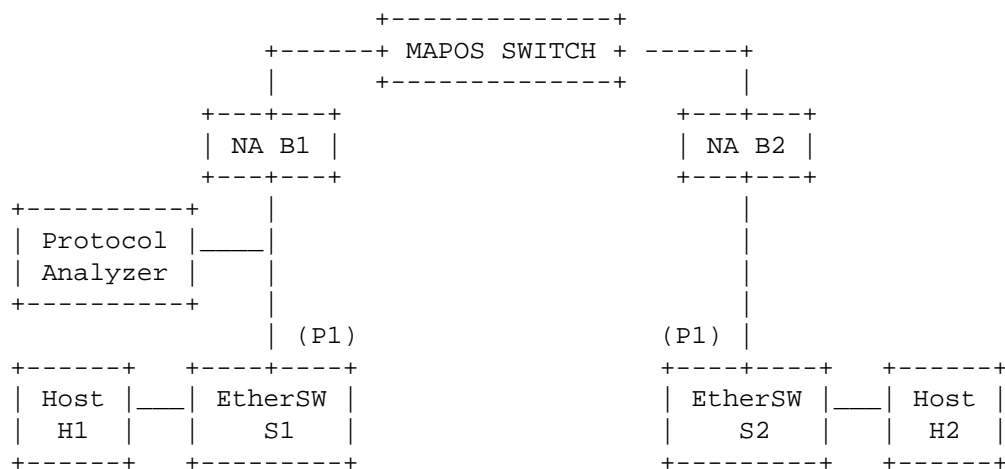 MAPOS SWITCH
NA B1
NA B2
Protocol
Analyzer
(P1)
(P1)
Host
H1
EtherSW
S1
EtherSW
S2
Host
H2